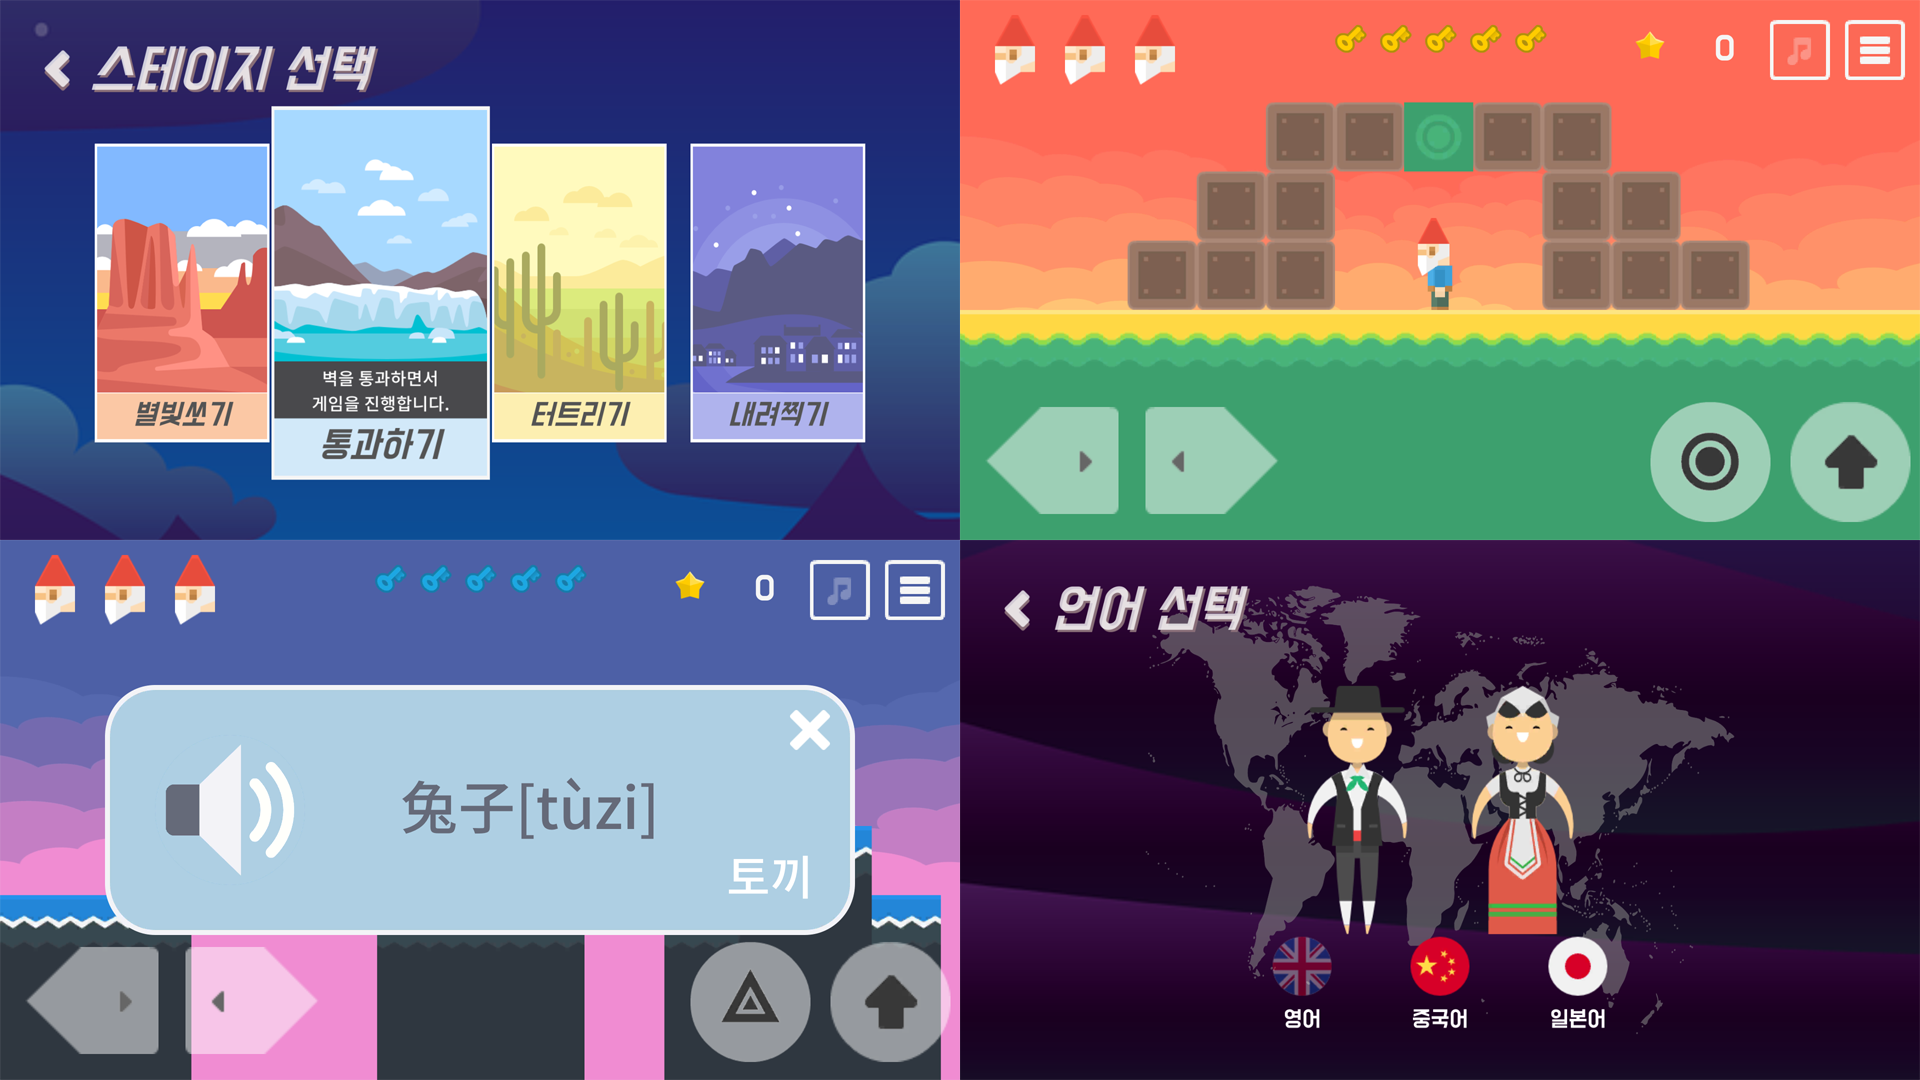 스테이지 선택
벽을 통과하면서
게임을 진행합니다.
별빛쏘기
통과하기
터트리기
내려찍기
0
0
兔子[tùzi]
토끼
언어 선택
영어
중국어
일본어